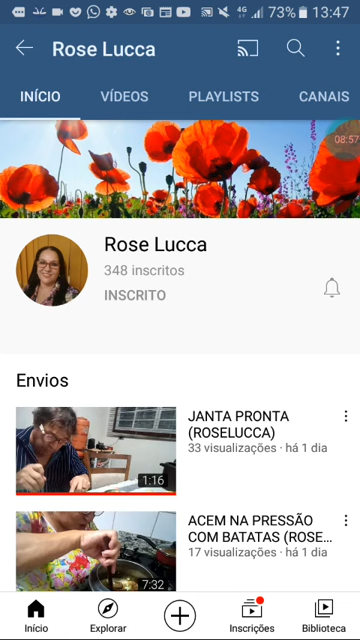 4G 73% 13:47
Rose Lucca
INÍCIO VÍDEOS PLAYLISTS CANAIS
08:57
Rose Lucca
348 inscritos
INSCRITO
Envios
JANTA PRONTA
(ROSELUCCA)
33 visualizações · há 1 dia
1:16
ACEM NA PRESSÃO
COM BATATAS (ROSE...
17 visualizações · há 1 dia
7:32
Início Explorar Inscrições Biblioteca